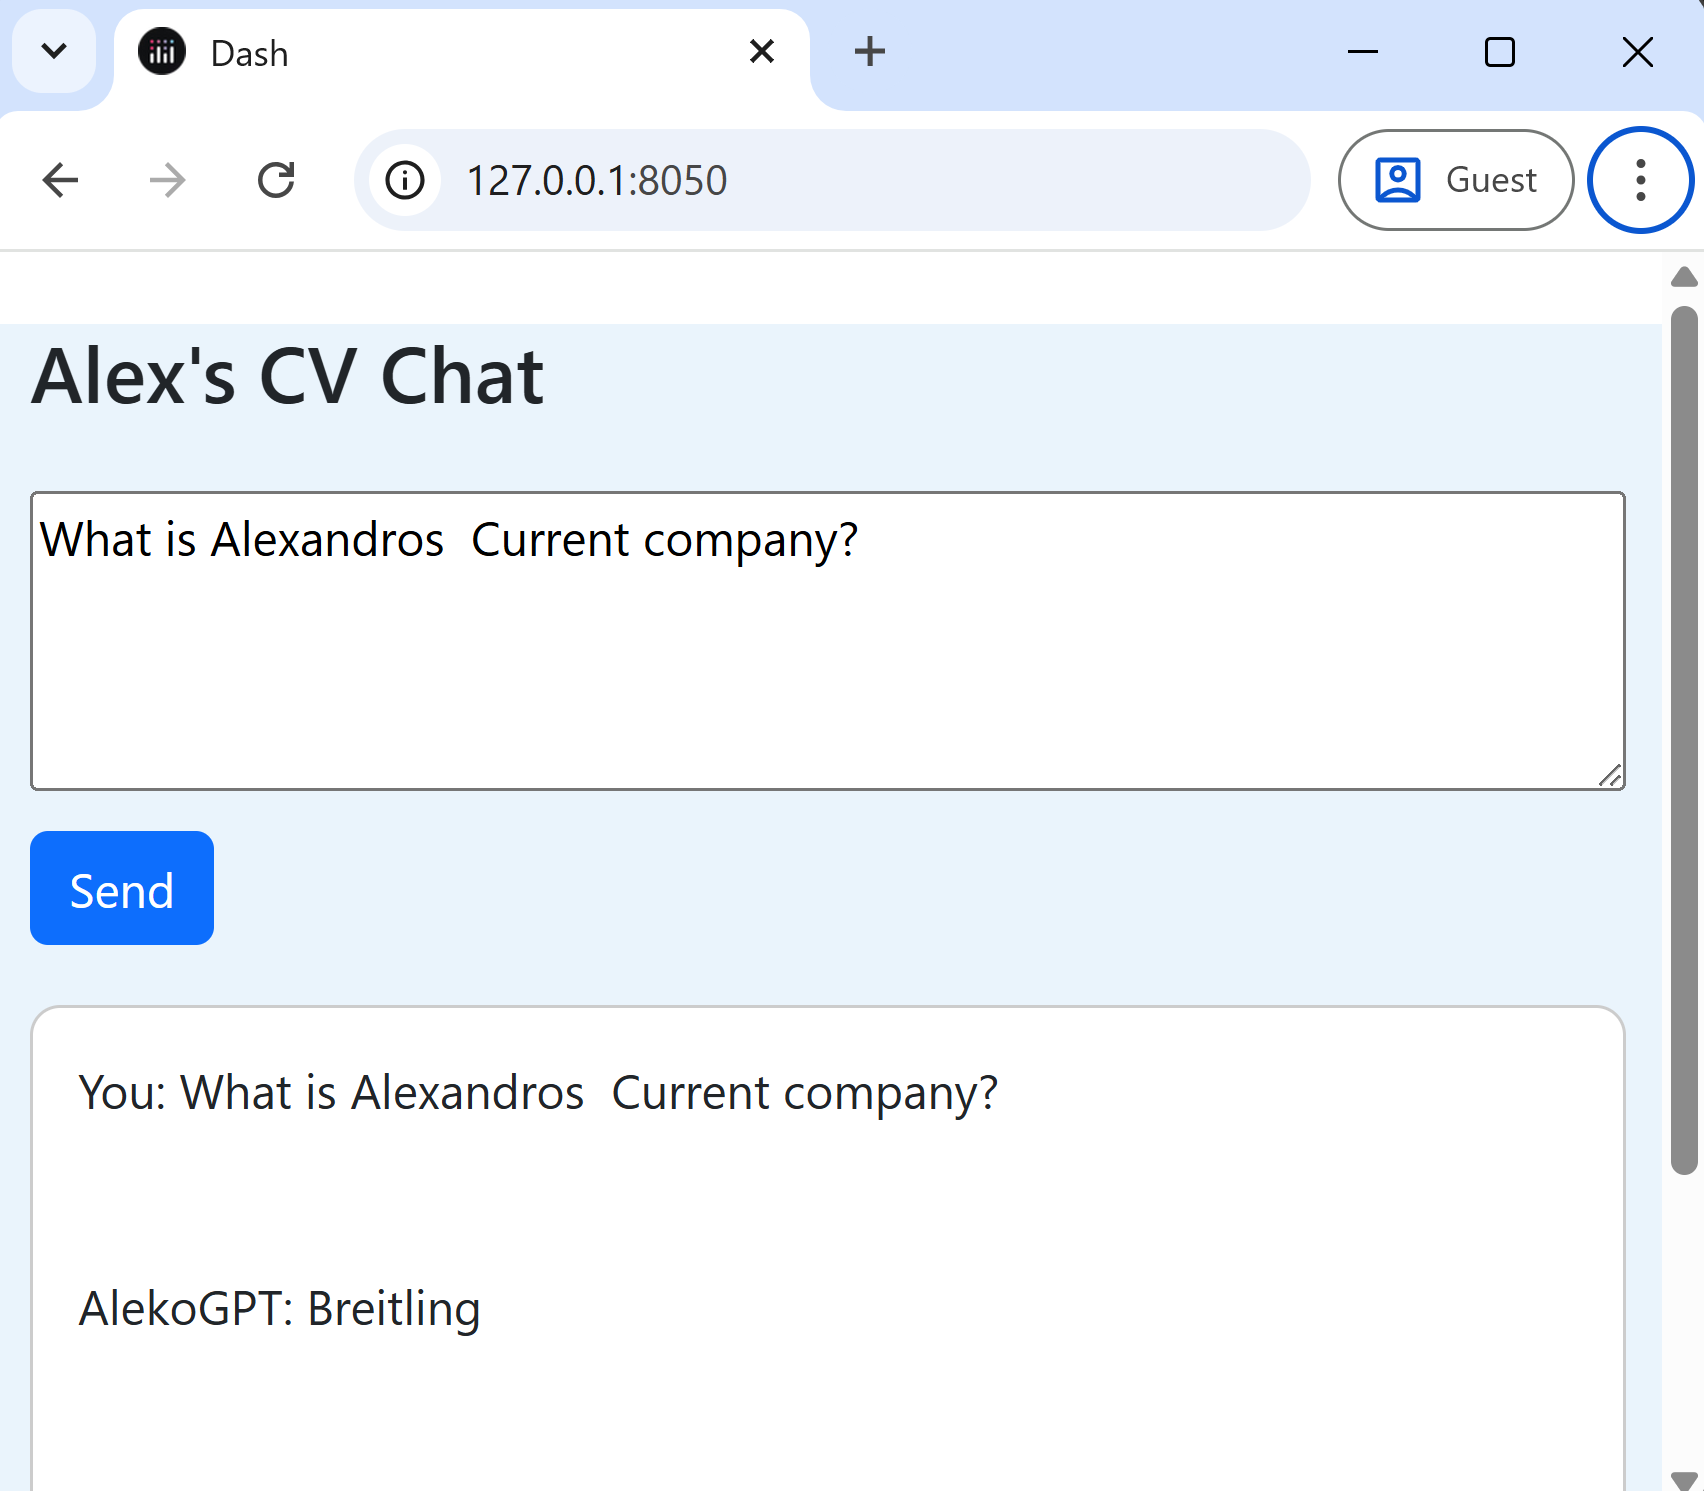 Dash
127.0.0.1:8050
Guest
Alex's CV Chat
What is Alexandros  Current company?
Send
You: What is Alexandros  Current company?
AlekoGPT: Breitling